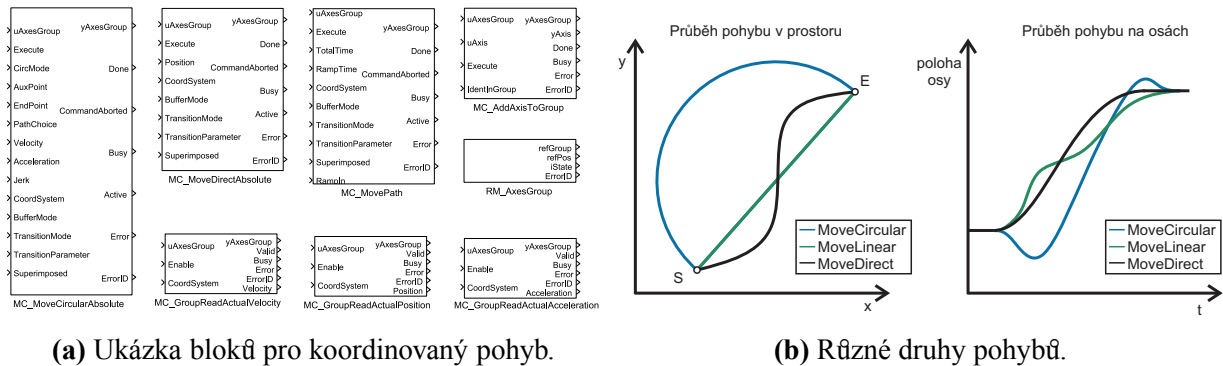 uAxesGroup
Execute
CircMode
AuxPoint
EndPoint
PathChoice
Velocity
Acceleration
Jerk
CoordSystem
BufferMode
TransitionMode
TransitionParameter
Superimposed
yAxesGroup
Done
CommandAborted
Busy
Active
Error
ErrorID
MC_MoveCircularAbsolute
uAxesGroup
Execute
Position
CoordSystem
BufferMode
TransitionMode
TransitionParameter
Superimposed
yAxesGroup
Done
CommandAborted
Busy
Active
Error
ErrorID
MC_MoveDirectAbsolute
uAxesGroup
Execute
TotalTime
RampTime
CoordSystem
BufferMode
TransitionMode
TransitionParameter
Superimposed
RampIn
yAxesGroup
Done
CommandAborted
Busy
Active
Error
ErrorID
MC_MovePath
uAxesGroup
uAxis
Execute
IdentInGroup
yAxesGroup
yAxis
Done
Busy
Error
ErrorID
MC_AddAxisToGroup
refGroup
refPos
iState
ErrorID
RM_AxesGroup
uAxesGroup
Enable
CoordSystem
yAxesGroup
Valid
Busy
Error
ErrorID
Velocity
MC_GroupReadActualVelocity
uAxesGroup
Enable
CoordSystem
yAxesGroup
Valid
Busy
Error
ErrorID
Position
MC_GroupReadActualPosition
uAxesGroup
Enable
CoordSystem
yAxesGroup
Valid
Busy
Error
ErrorID
Acceleration
MC_GroupReadActualAcceleration
(a) Ukázka bloků pro koordinovaný pohyb.
Průběh pohybu v prostoru
y
E
S
x
MoveCircular
MoveLinear
MoveDirect
Průběh pohybu na osách
poloha
osy
t
MoveCircular
MoveLinear
MoveDirect
(b) Různé druhy pohybů.